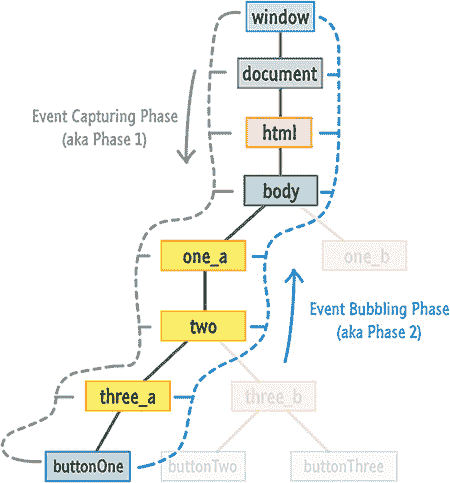 window
document
Event Capturing Phase
(aka Phase 1)
html
body
one_a
one_b
Event Bubbling Phase
(aka Phase 2)
two
three_a
three_b
buttonOne
buttonTwo
buttonThree